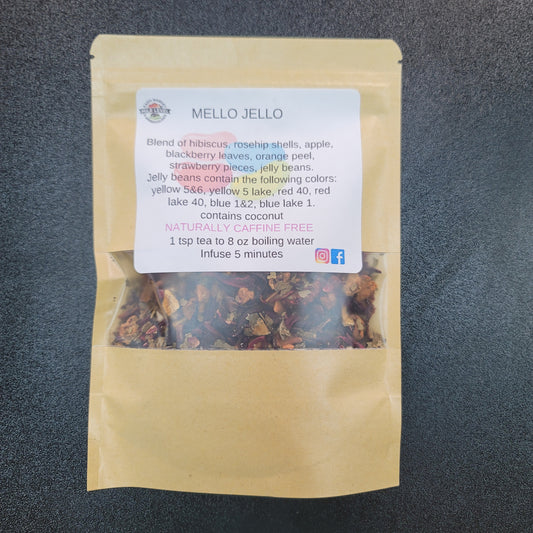 MELLO JELLO
Blend of hibiscus, rosehip shells, apple,
blackberry leaves, orange peel,
strawberry pieces, jelly beans.
Jelly beans contain the following colors:
yellow 5&6, yellow 5 lake, red 40, red
lake 40, blue 1&2, blue lake 1.
contains coconut
NATURALLY CAFFINE FREE
1 tsp tea to 8 oz boiling water
Infuse 5 minutes